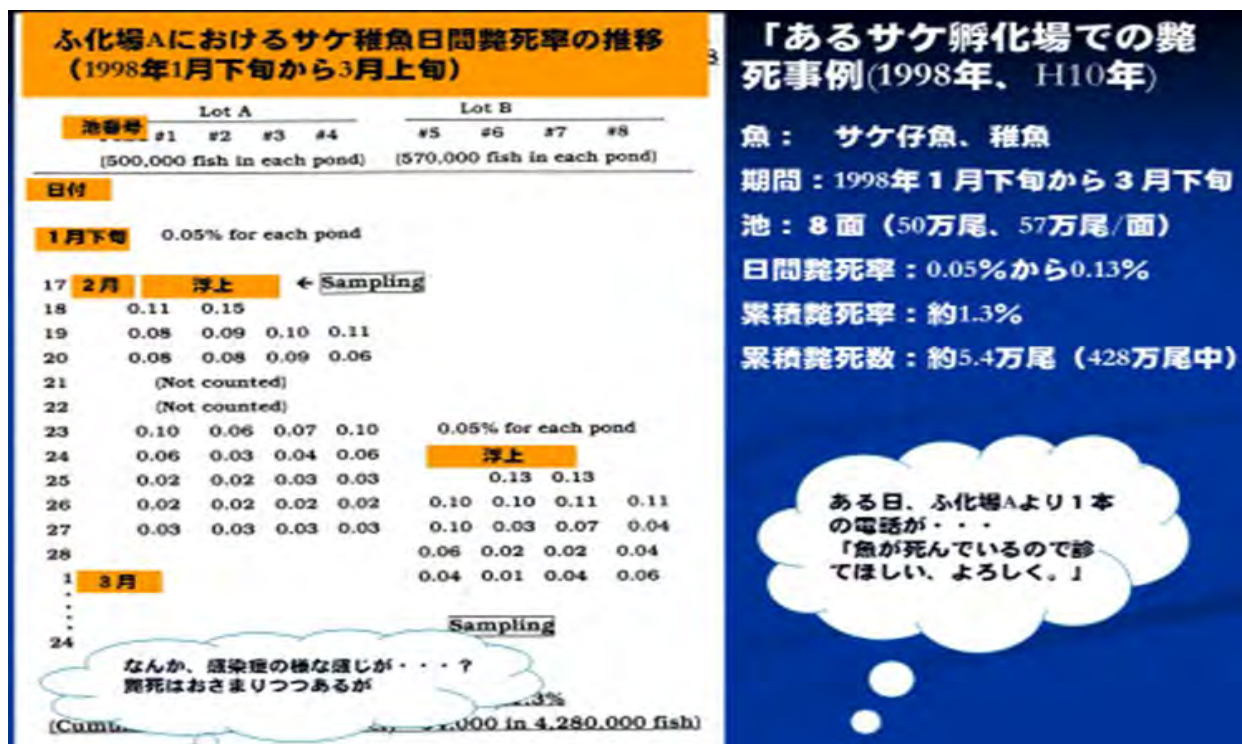 ふ化場Aにおけるサケ稚魚日間斃死率の推移
（1998年1月下旬から3月上旬）
Lot A Lot B
池番号 #1 #2 #3 #4 #5 #6 #7 #8
(500,000 fish in each pond) (570,000 fish in each pond)
日付
1月下旬 0.05% for each pond
17 2月 浮上 ← Sampling
18 0.11 0.15
19 0.08 0.09 0.10 0.11
20 0.08 0.08 0.09 0.06
21 (Not counted)
22 (Not counted)
23 0.10 0.06 0.07 0.10 0.05% for each pond
24 0.06 0.03 0.04 0.06 浮上
25 0.02 0.02 0.03 0.03 0.13 0.13
26 0.02 0.02 0.02 0.02 0.10 0.10 0.11 0.11
27 0.03 0.03 0.03 0.03 0.10 0.03 0.07 0.04
28 0.06 0.02 0.02 0.04
1 3月 0.04 0.01 0.04 0.06
Sampling
24
なんか、感染症の様な感じが・・・？
斃死はおさまりつつあるが
.3%
(Cumu 000 in 4,280,000 fish)
「あるサケ孵化場での斃
死事例(1998年、H10年)
魚： サケ仔魚、稚魚
期間：1998年1月下旬から3月下旬
池：8面（50万尾、57万尾/面）
日間斃死率：0.05%から0.13%
累積斃死率：約1.3%
累積斃死数：約5.4万尾（428万尾中）
ある日、ふ化場Aより1本
の電話が・・・
「魚が死んでいるので診
てほしい、よろしく。」